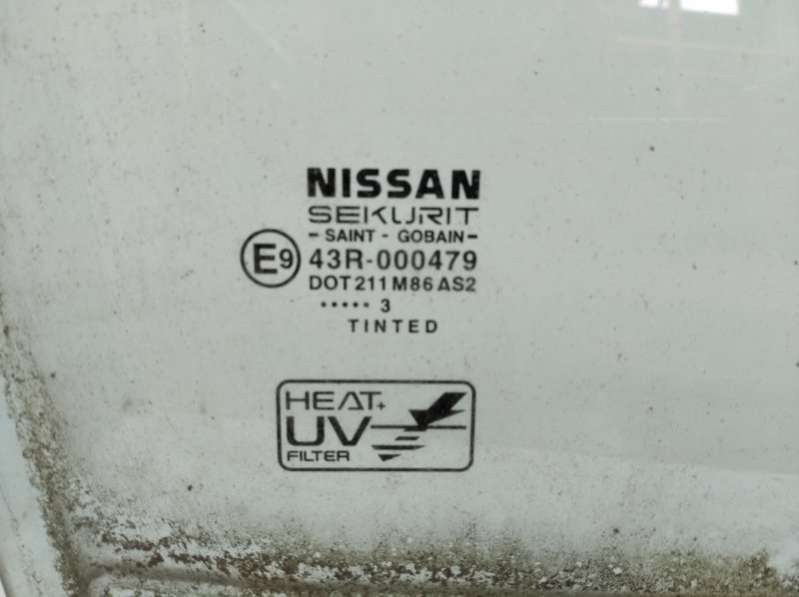 NISSAN
SEKURIT
- SAINT - GOBAIN -
E9 43R-000479
DOT 211 M86 AS2
••••• 3
TINTED
HEAT+
UV
FILTER